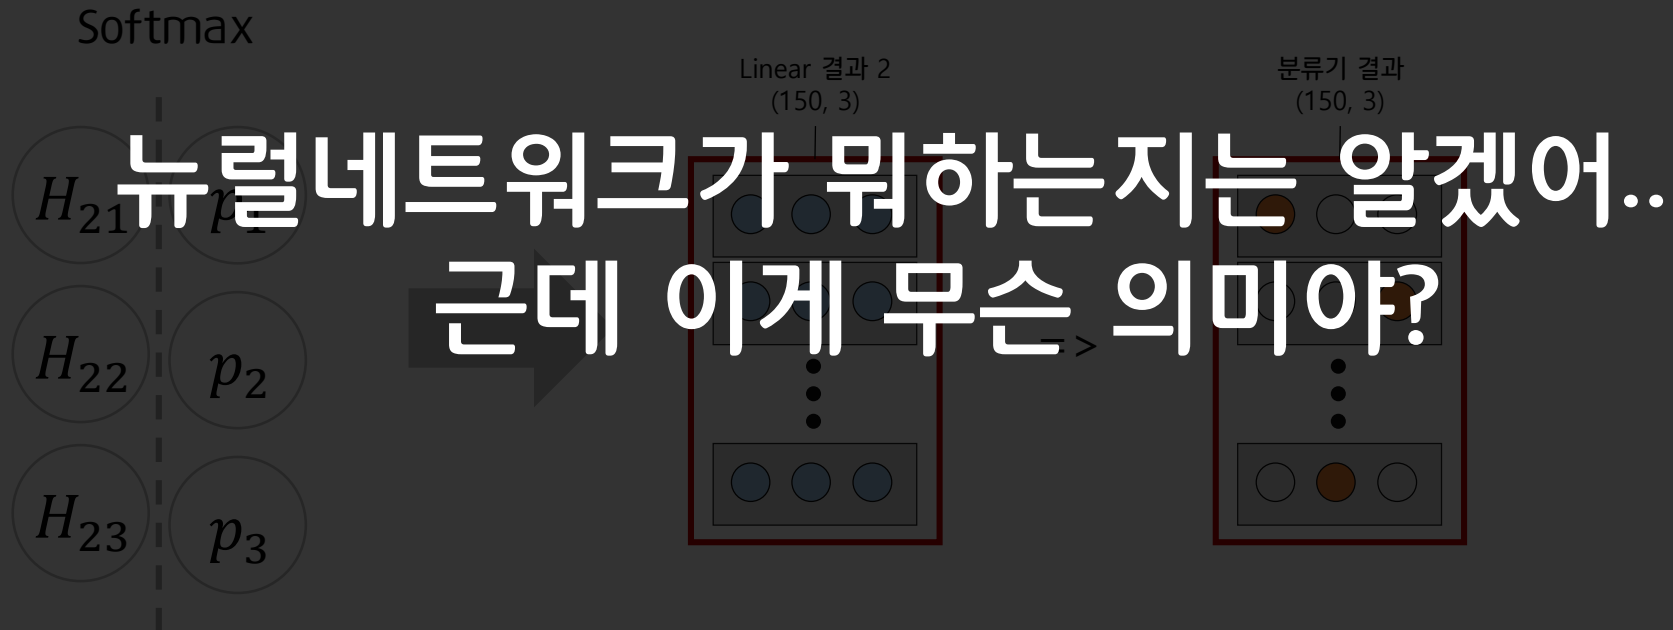 Softmax
Linear 결과 2
(150, 3)
분류기 결과
(150, 3)
뉴럴네트워크가 뭐하는지는 알겠어..
근데 이게 무슨 의미야?
H21 p1
H22 p2
H23 p3
=>